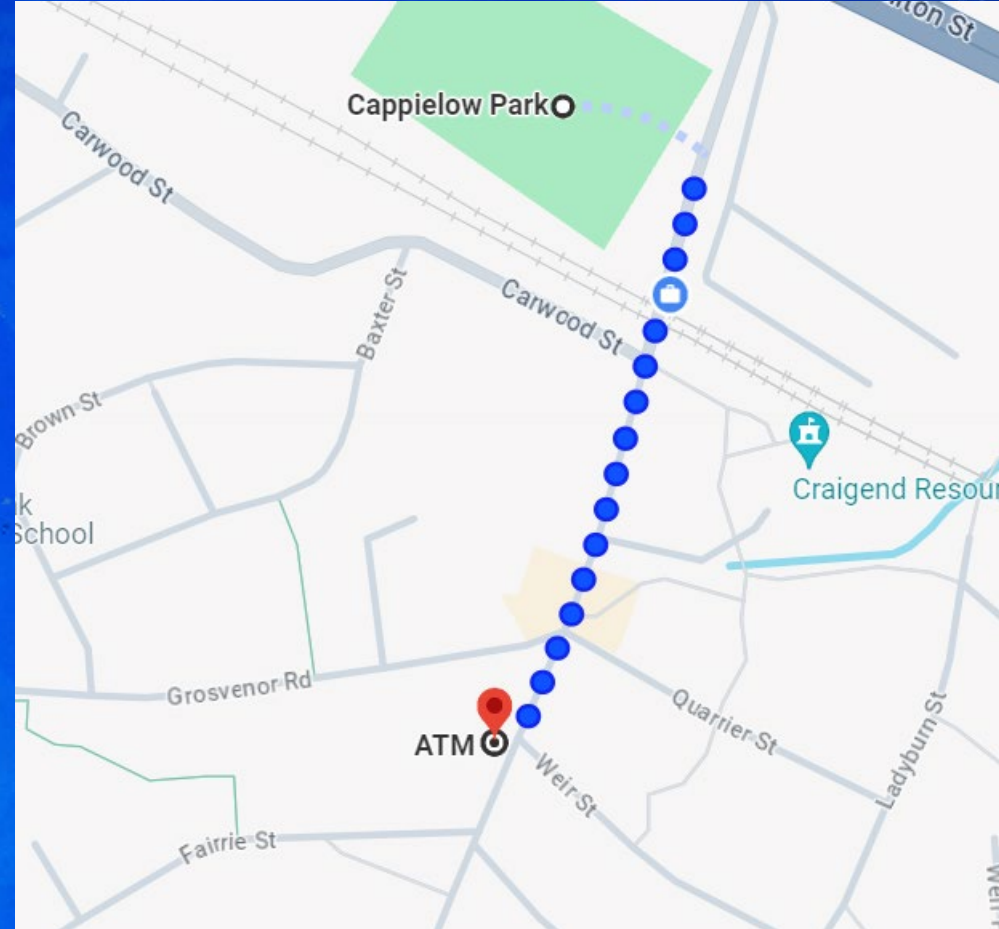 lton St
Cappielow Park
Carwood St
Baxter St
Carwood St
Brown St
Craigend Resour
k
School
Grosvenor Rd
Quarrier St
Ladyburn St
ATM
Weir St
Fairrie St
Weir